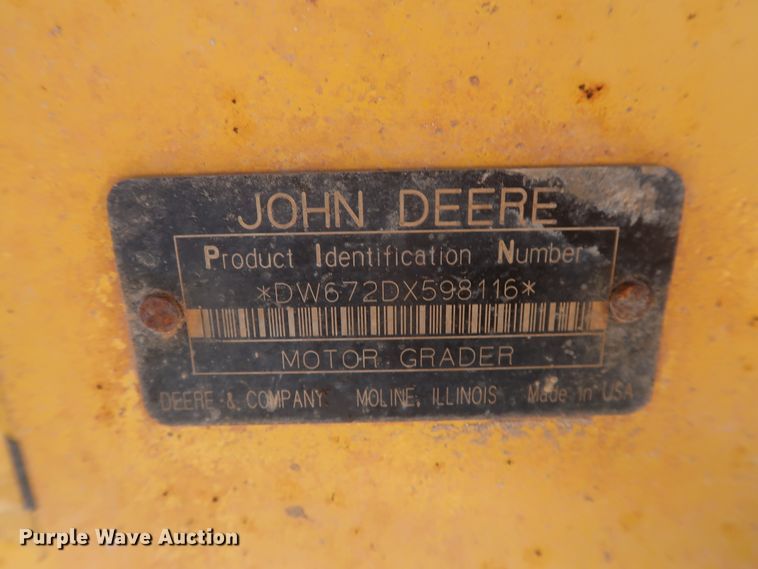 JOHN DEERE
Product Identification Number
*DW672DX598116*
MOTOR GRADER
DEERE & COMPANY MOLINE, ILLINOIS Made in USA
Purple Wave Auction